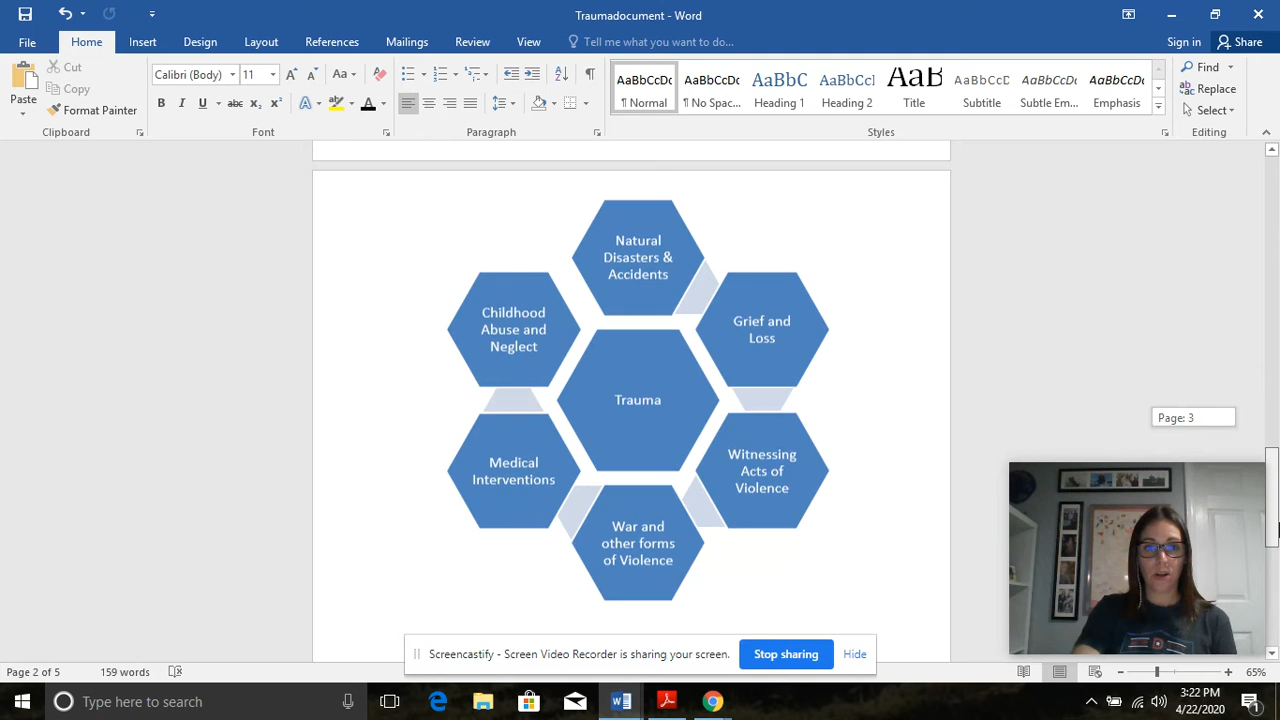 Traumadocument - Word
File Home Insert Design Layout References Mailings Review View Tell me what you want to do... Sign in Share
Paste Cut Copy Format Painter Clipboard
Calibri (Body) 11 Aa B I U abc x₂ x² A A Font
Paragraph
AaBbCcDc ¶ Normal
AaBbCcDc ¶ No Spac...
AaBbC Heading
AaBbCcI Heading 2
AaB Title
AaBbCcD Subtitle
AaBbCcDc Subtle Em...
AaBbCcDc Emphasis
Styles
Find
Replace
Select
Editing
Natural
Disasters &
Accidents
Childhood
Abuse and
Neglect
Grief and
Loss
Trauma
Medical
Interventions
Witnessing
Acts of
Violence
War and
other forms
of Violence
Page: 3
Screencastify - Screen Video Recorder is sharing your screen. Stop sharing Hide
Page 2 of 5 159 words 65%
Type here to search
3:22 PM
4/22/2020
1